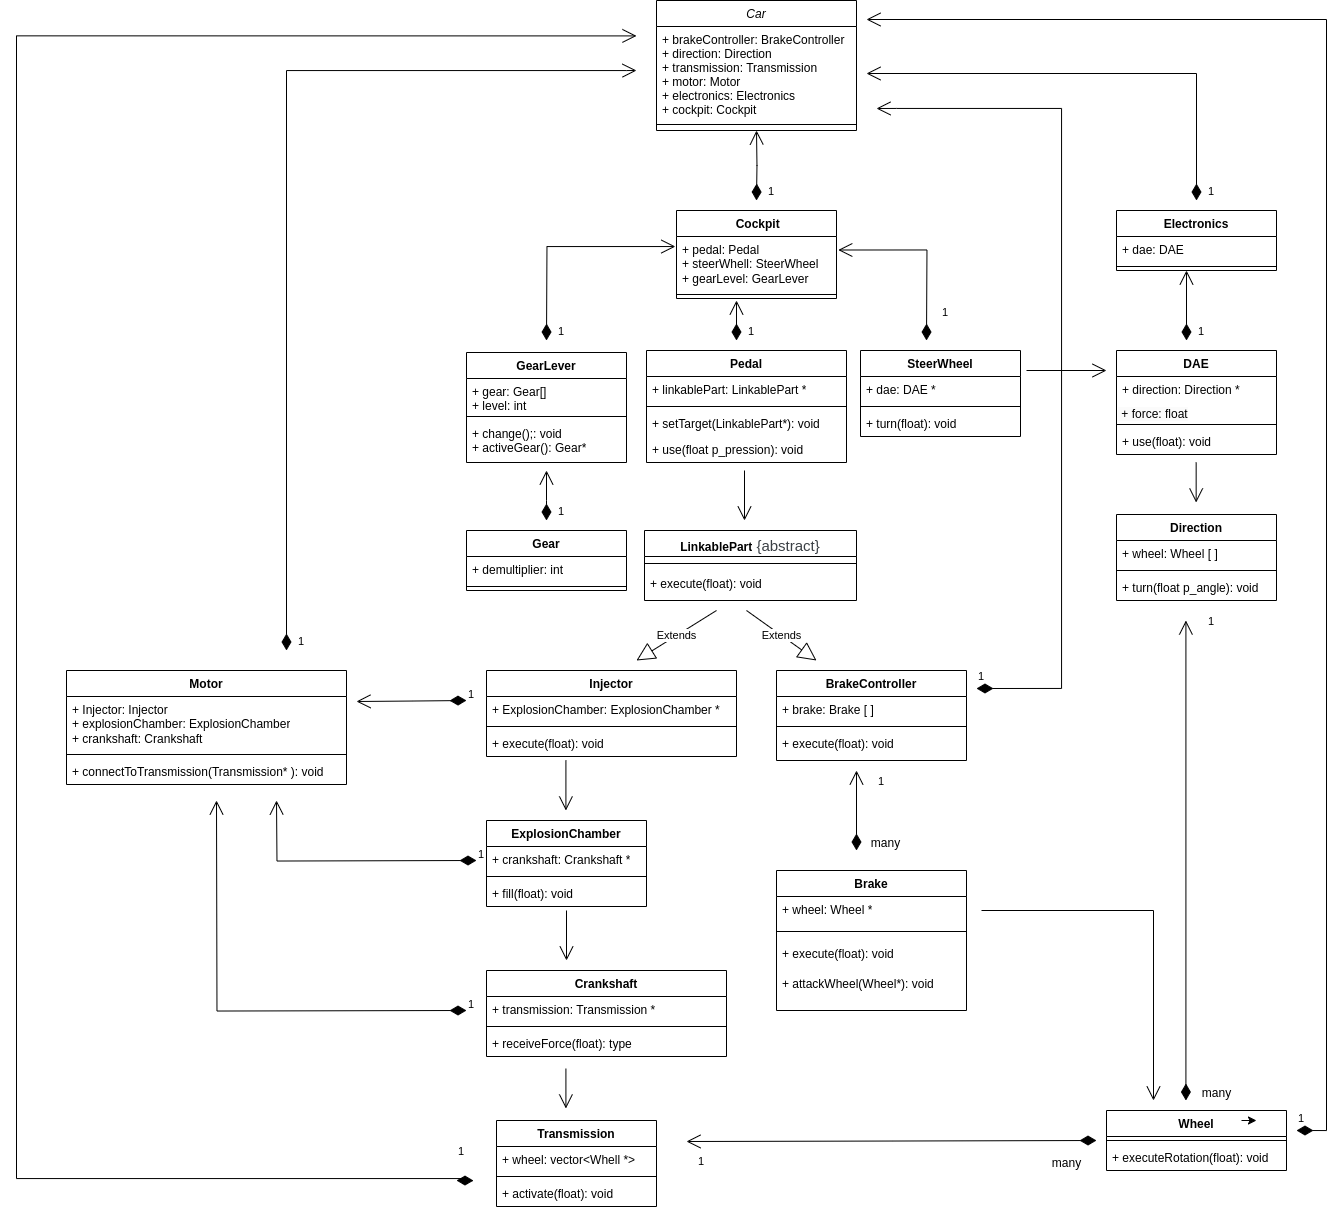 Car
+ brakeController: BrakeController
+ direction: Direction
+ transmission: Transmission
+ motor: Motor
+ electronics: Electronics
+ cockpit: Cockpit
1
1
Cockpit
+ pedal: Pedal
+ steerWhell: SteerWheel
+ gearLevel: GearLever
Electronics
+ dae: DAE
1
1
1
1
GearLever
+ gear: Gear[]
+ level: int
+ change();: void
+ activeGear(): Gear*
Pedal
+ linkablePart: LinkablePart *
+ setTarget(LinkablePart*): void
+ use(float p_pression): void
SteerWheel
+ dae: DAE *
+ turn(float): void
DAE
+ direction: Direction *
+ force: float
+ use(float): void
1
Gear
+ demultiplier: int
LinkablePart {abstract}
+ execute(float): void
Direction
+ wheel: Wheel [ ]
+ turn(float p_angle): void
1
Extends
Extends
1
Motor
+ Injector: Injector
+ explosionChamber: ExplosionChamber
+ crankshaft: Crankshaft
+ connectToTransmission(Transmission* ): void
1
Injector
+ ExplosionChamber: ExplosionChamber *
+ execute(float): void
BrakeController
+ brake: Brake [ ]
+ execute(float): void
1
1
many
ExplosionChamber
+ crankshaft: Crankshaft *
+ fill(float): void
1
Brake
+ wheel: Wheel *
+ execute(float): void
+ attackWheel(Wheel*): void
Crankshaft
+ transmission: Transmission *
+ receiveForce(float): type
1
many
Transmission
+ wheel: vector<Whell *>
+ activate(float): void
1
1
many
Wheel
+ executeRotation(float): void
1